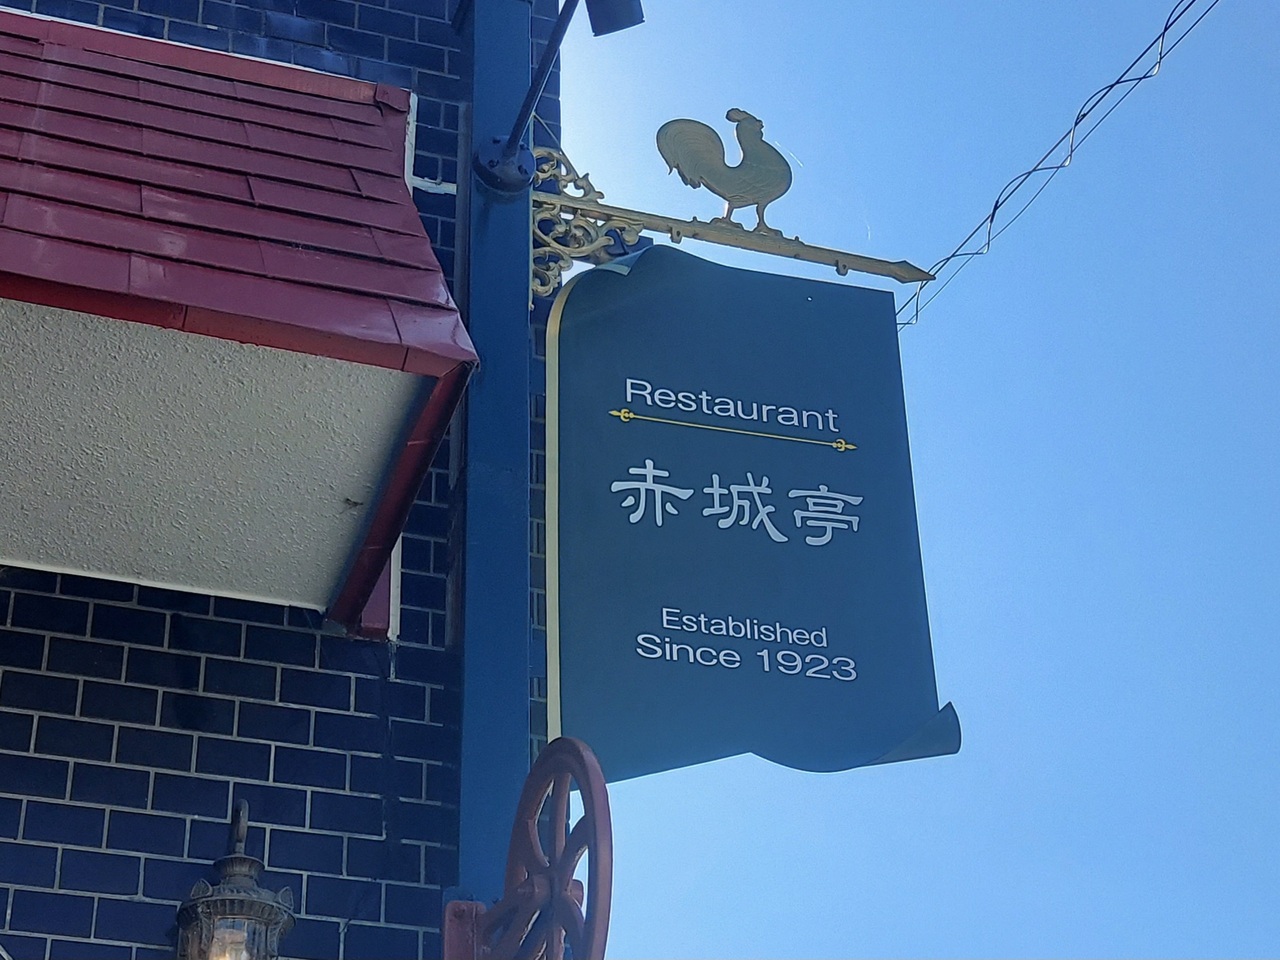 Restaurant
赤城亭
Established
Since 1923